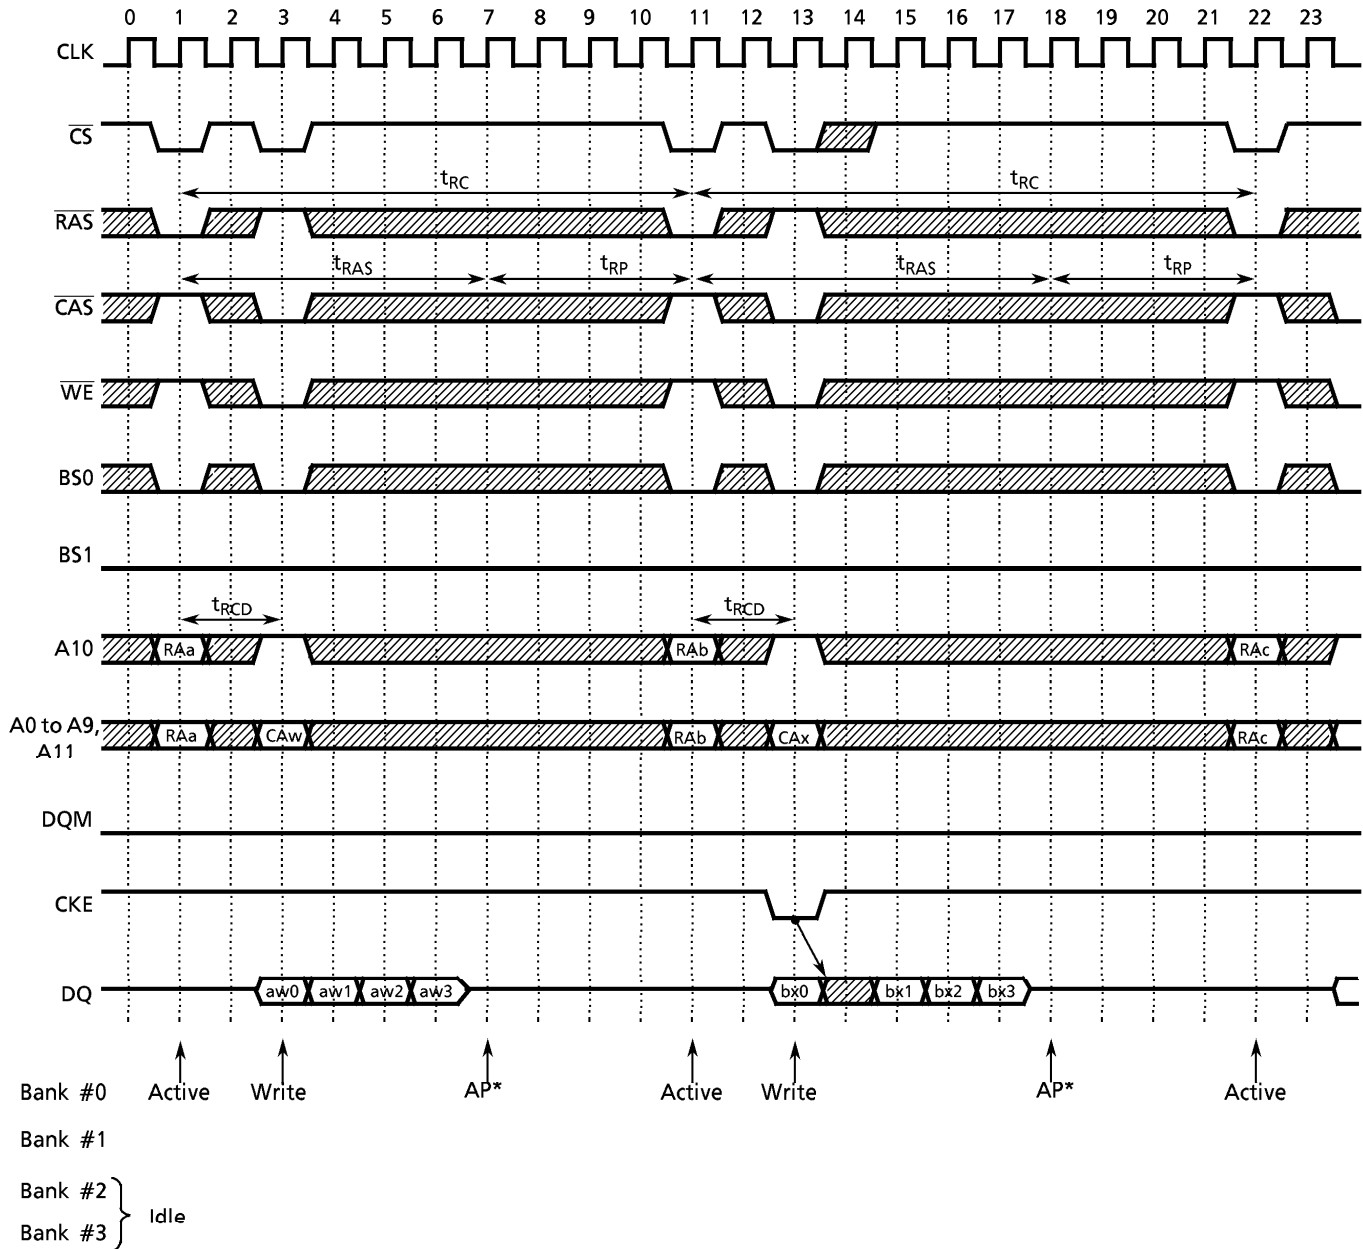 0 1 2 3 4 5 6 7 8 9 10 11 12 13 14 15 16 17 18 19 20 21 22 23
CLK
CS
tRC tRC
RAS
tRAS tRP tRAS tRP
CAS
WE
BS0
BS1
tRCD tRCD
A10 RAa RAb RAc
A0 to A9, A11 RAa CAw RAb CAx RAc
DQM
CKE
DQ aw0 aw1 aw2 aw3 bx0 bx1 bx2 bx3
Bank #0 Active Write AP* Active Write AP* Active
Bank #1
Bank #2
Idle
Bank #3